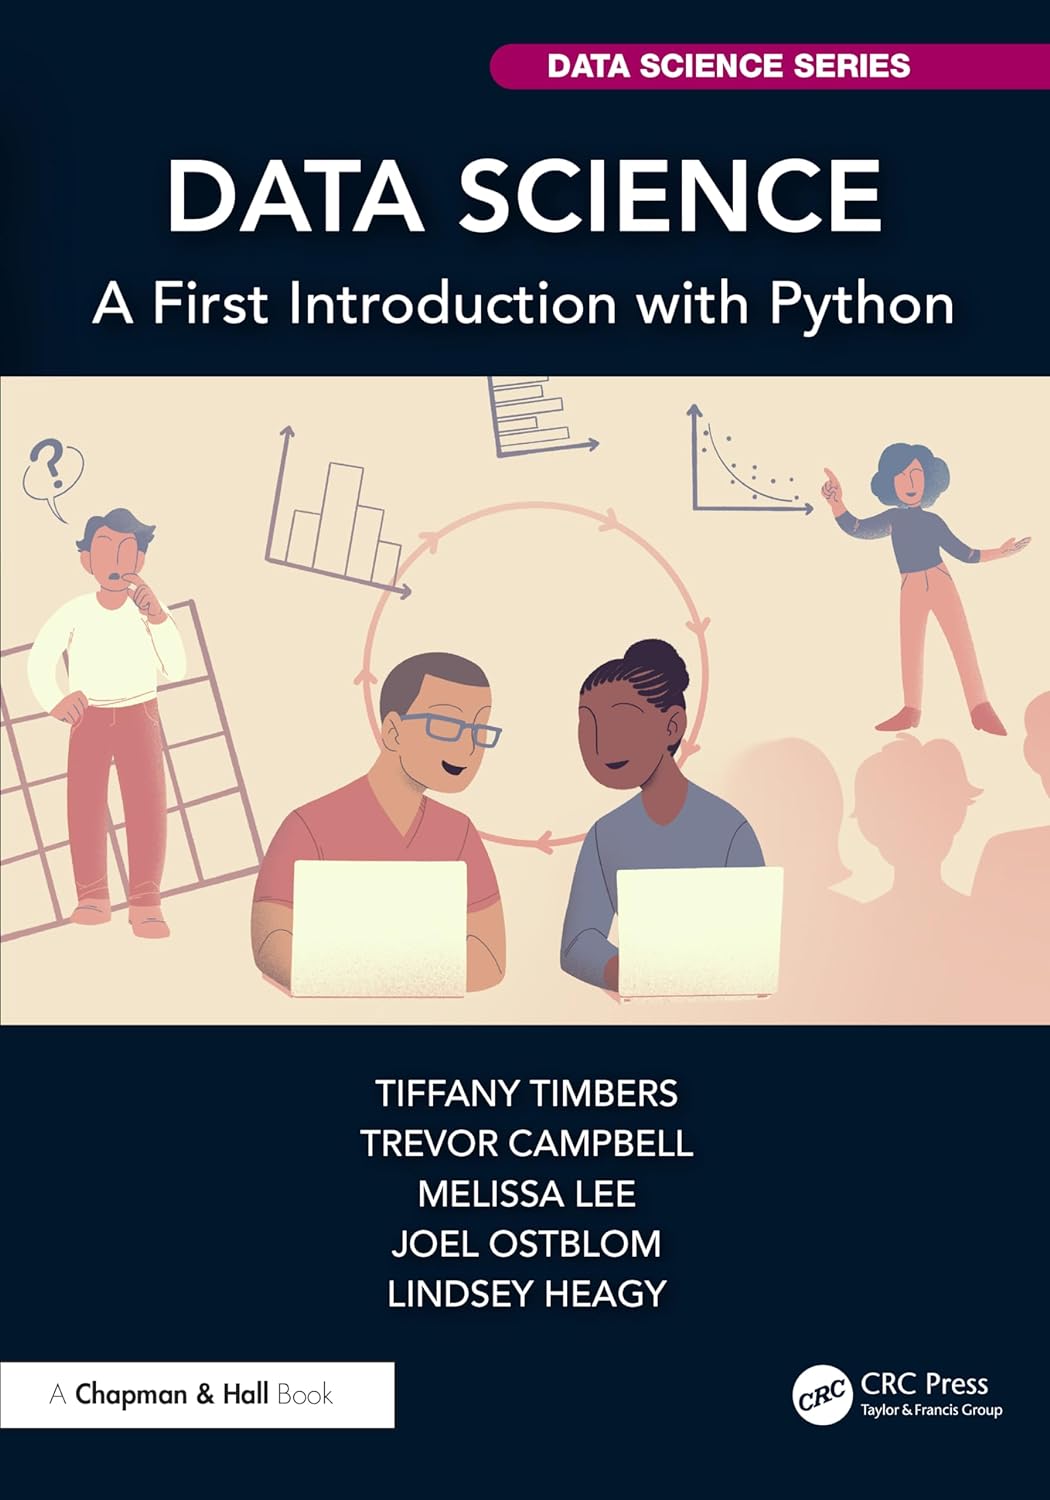 DATA SCIENCE SERIES
DATA SCIENCE
A First Introduction with Python
?
TIFFANY TIMBERS
TREVOR CAMPBELL
MELISSA LEE
JOEL OSTBLOM
LINDSEY HEAGY
A Chapman & Hall Book
CRC
CRC Press
Taylor & Francis Group